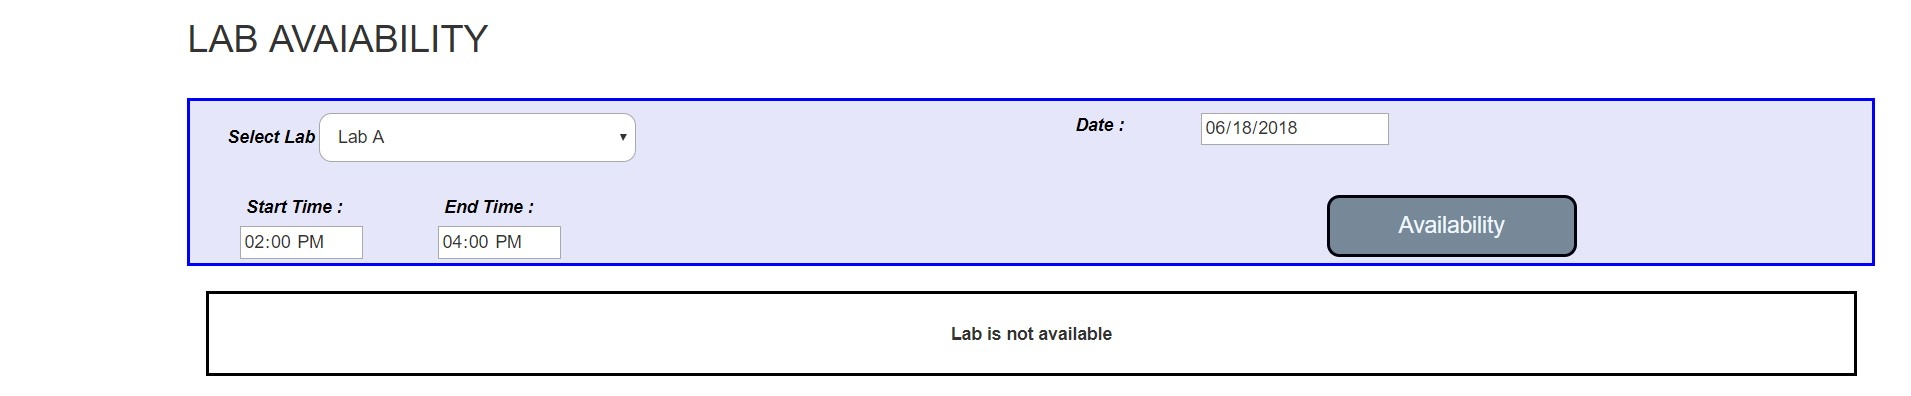 LAB AVAIABILITY
Select Lab Lab A Date : 06/18/2018
Start Time : End Time :
02:00 PM 04:00 PM Availability
Lab is not available